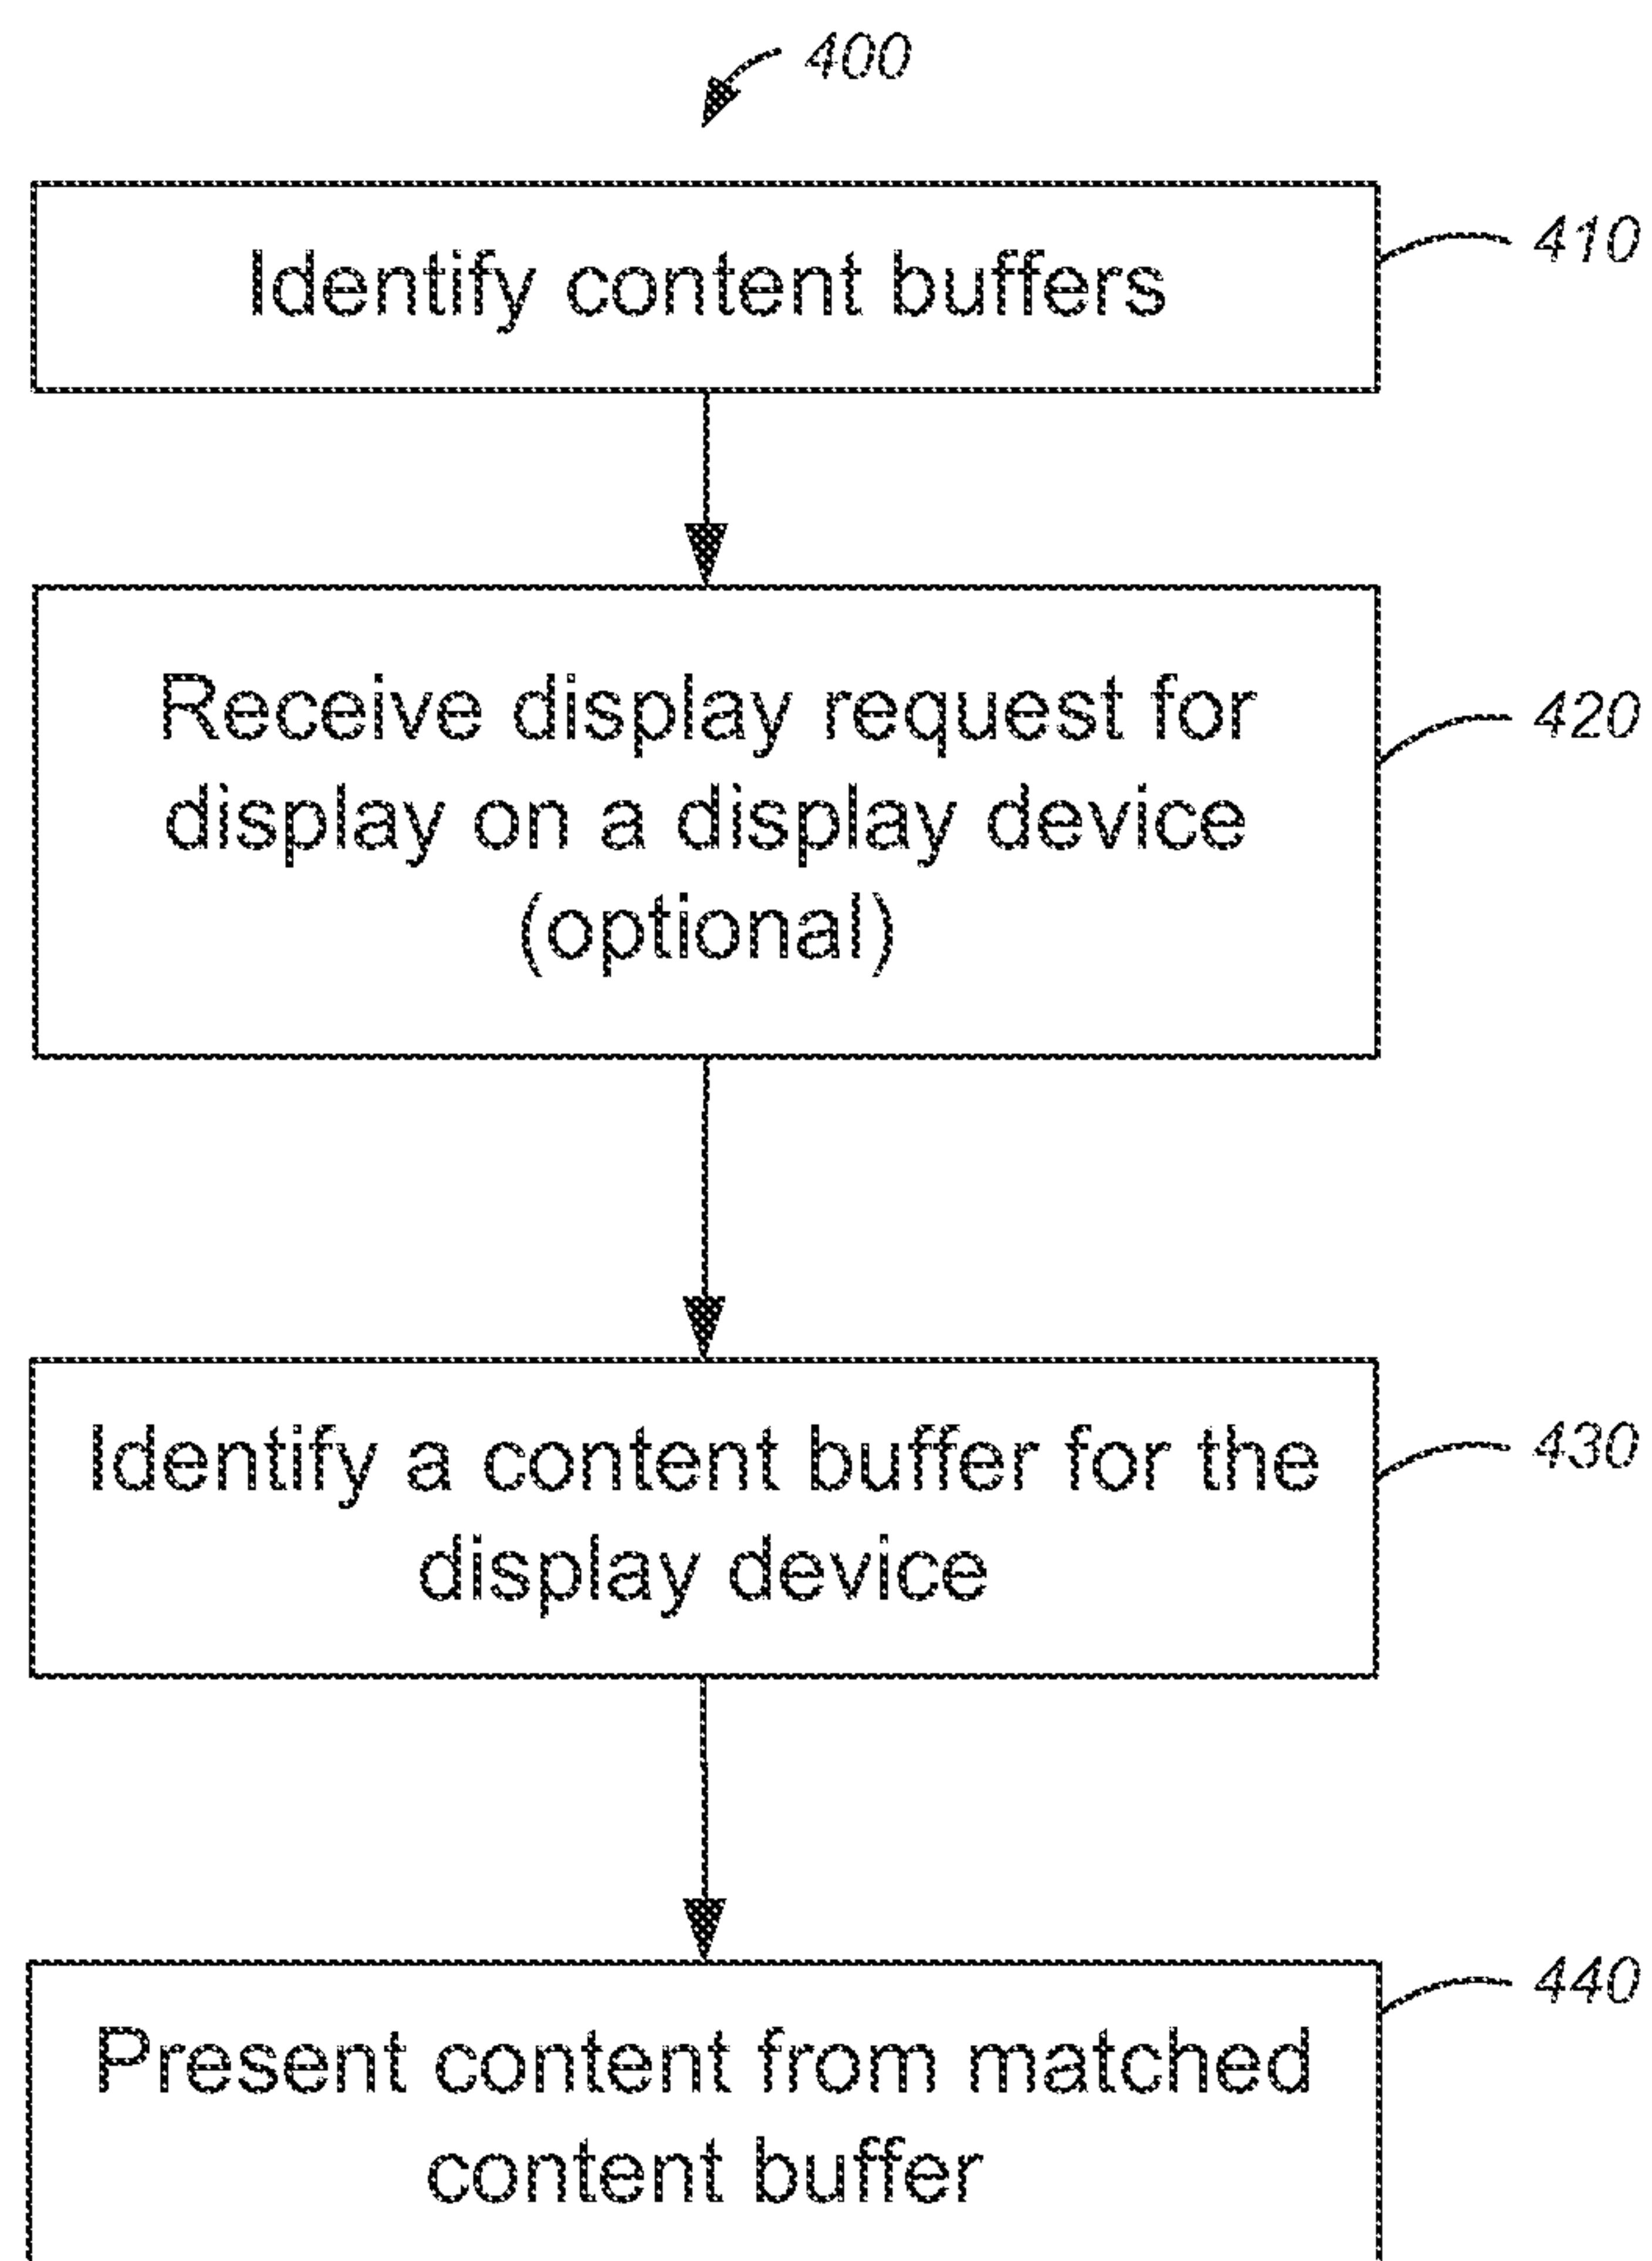 400
Identify content buffers
410
Receive display request for
display on a display device
(optional)
420
Identify a content buffer for the
display device
430
Present content from matched
content buffer
440